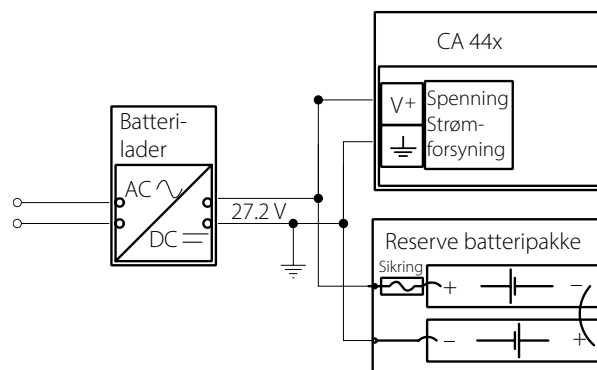 CA 44x
V+
Spenning
Strøm-
forsyning
Batteri-
lader
AC
DC
27.2 V
Reserve batteripakke
Sikring
+
−
−
+